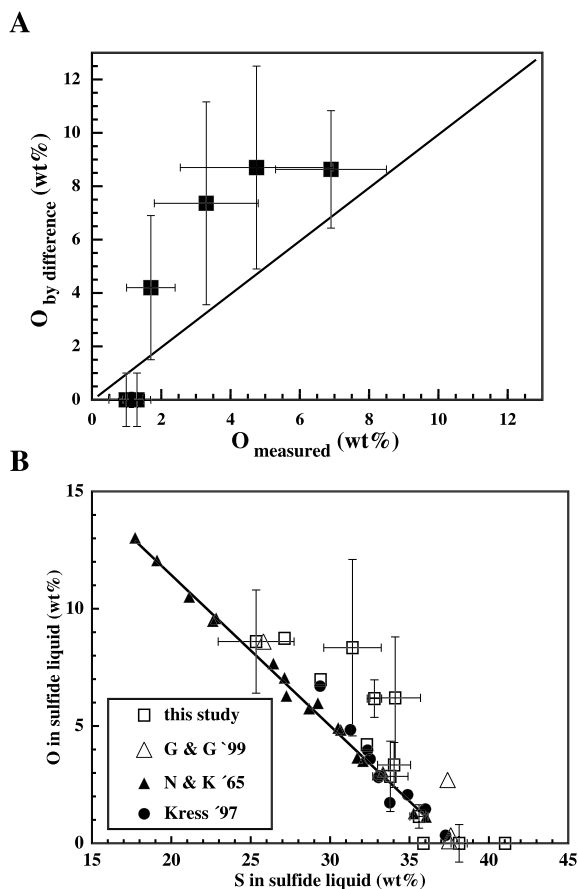 A
12
10
8
6
4
2
0
O by difference (wt%)
0 2 4 6 8 10 12
O measured (wt%)
B
15
10
5
0
O in sulfide liquid (wt%)
this study
G & G `99
N & K ´65
Kress ´97
15 20 25 30 35 40 45
S in sulfide liquid (wt%)